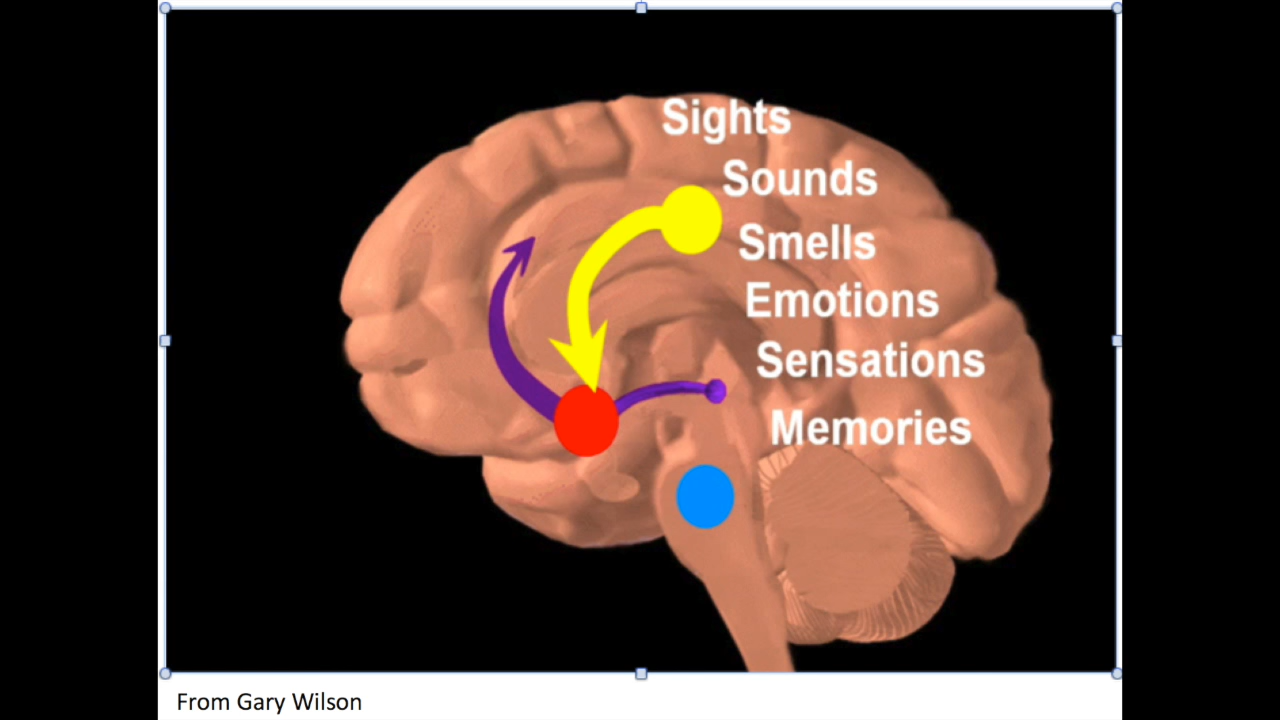 Sights
Sounds
Smells
Emotions
Sensations
Memories
From Gary Wilson